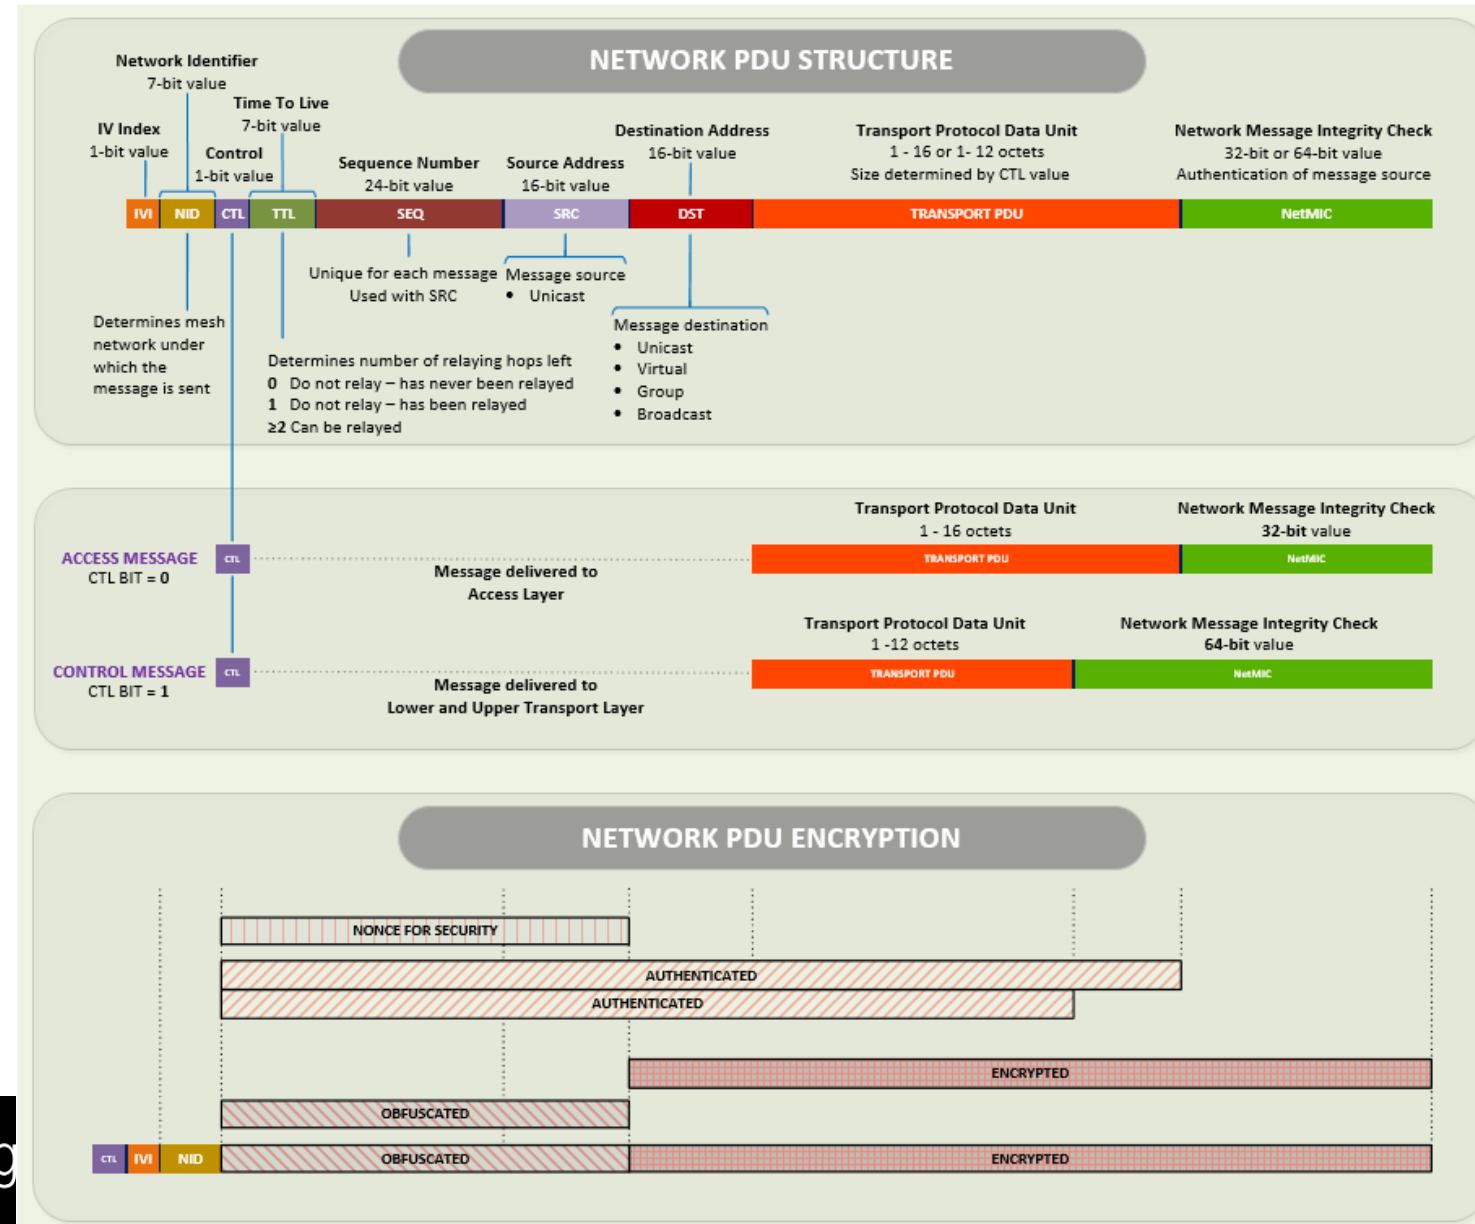 NETWORK PDU STRUCTURE
Network Identifier
7-bit value
Time To Live
7-bit value
IV Index
1-bit value
Control
1-bit value
Sequence Number
24-bit value
Source Address
16-bit value
Destination Address
16-bit value
Transport Protocol Data Unit
1 - 16 or 1- 12 octets
Size determined by CTL value
Network Message Integrity Check
32-bit or 64-bit value
Authentication of message source
IVI NID CTL TTL SEQ SRC DST TRANSPORT PDU NetMIC
Determines mesh
network under
which the
message is sent
Determines number of relaying hops left
0 Do not relay – has never been relayed
1 Do not relay – has been relayed
≥2 Can be relayed
Unique for each message
Used with SRC
Message source
• Unicast
Message destination
• Unicast
• Virtual
• Group
• Broadcast
Transport Protocol Data Unit
1 - 16 octets
Network Message Integrity Check
32-bit value
ACCESS MESSAGE
CTL BIT = 0
CTL
Message delivered to
Access Layer
TRANSPORT PDU NetMIC
Transport Protocol Data Unit
1 -12 octets
Network Message Integrity Check
64-bit value
CONTROL MESSAGE
CTL BIT = 1
CTL
Message delivered to
Lower and Upper Transport Layer
TRANSPORT PDU NetMIC
NETWORK PDU ENCRYPTION
NONCE FOR SECURITY
AUTHENTICATED
AUTHENTICATED
ENCRYPTED
OBFUSCATED
CTL IVI NID OBFUSCATED ENCRYPTED
g